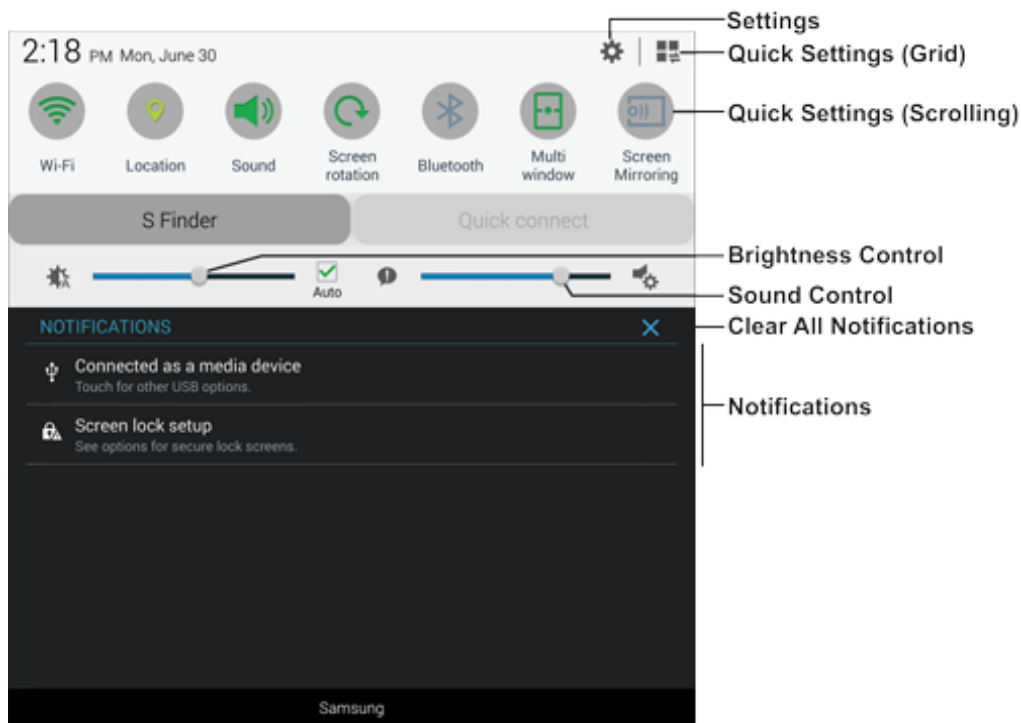 Settings
2:18 PM Mon, June 30
Quick Settings (Grid)
Quick Settings (Scrolling)
Wi-Fi
Location
Sound
Screen
rotation
Bluetooth
Multi
window
Screen
Mirroring
S Finder
Quick connect
Brightness Control
Auto
Sound Control
NOTIFICATIONS
Clear All Notifications
Connected as a media device
Touch for other USB options.
Notifications
Screen lock setup
See options for secure lock screens.
Samsung